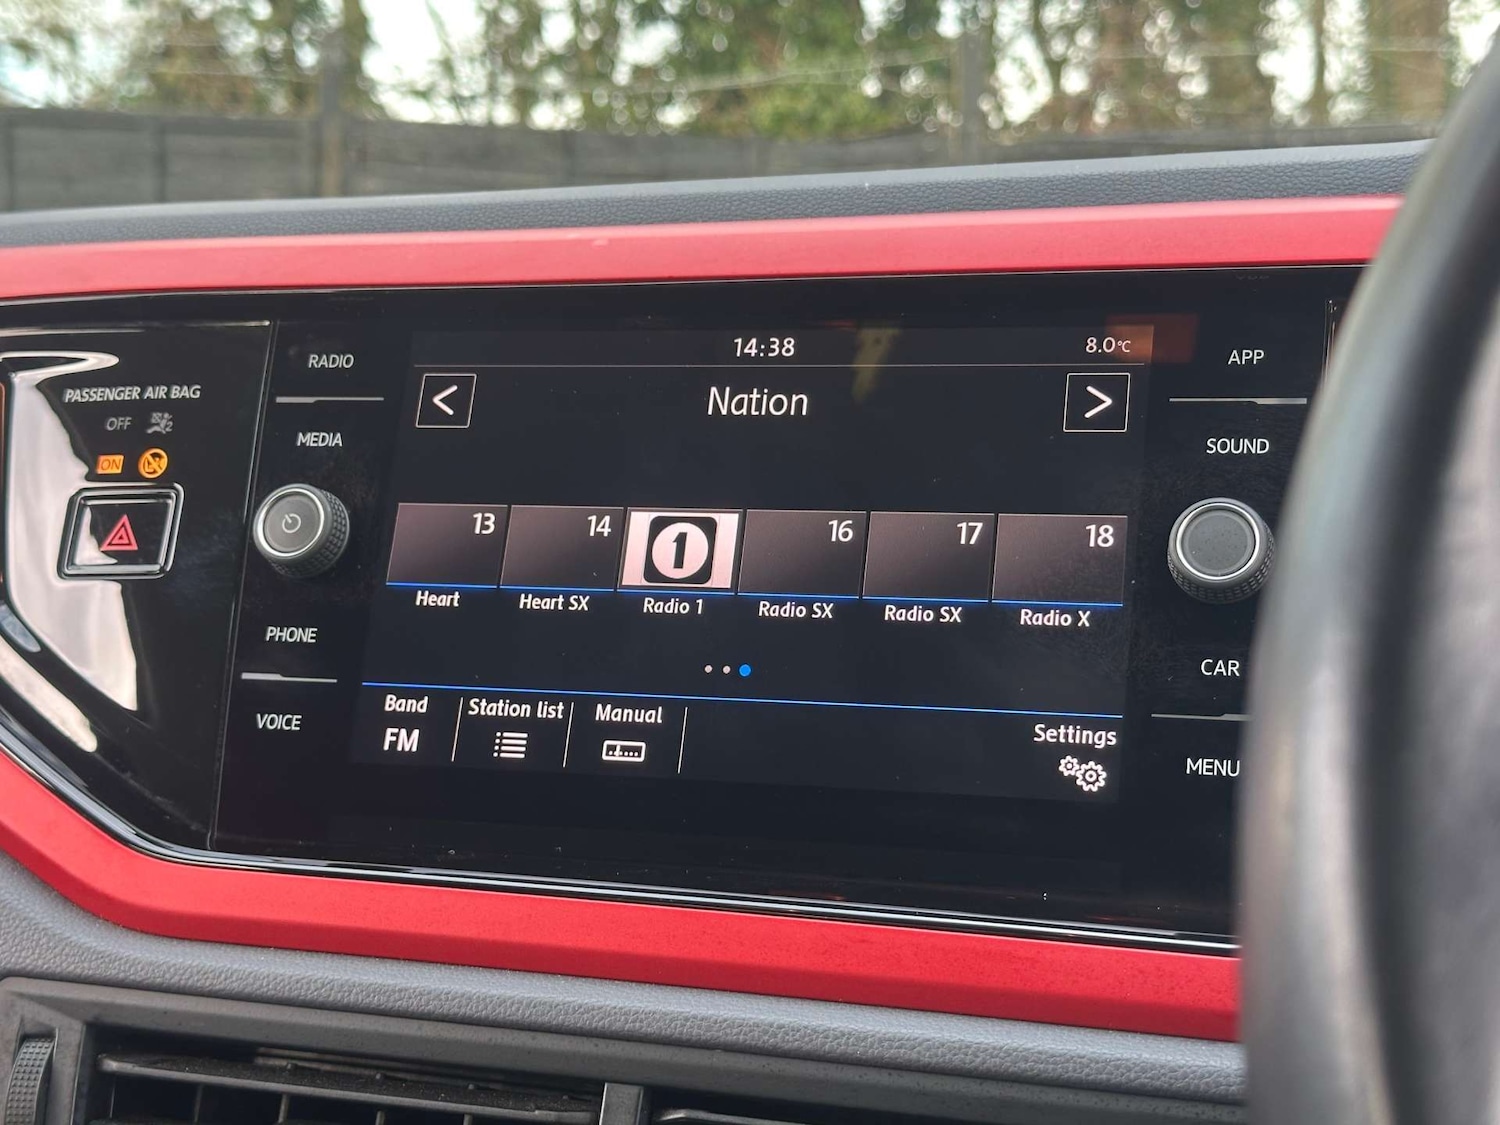 14:38
8.0°C
<
Nation
>
RADIO
MEDIA
PHONE
VOICE
PASSENGER AIR BAG
OFF
ON
13
14
1
16
17
18
Heart
Heart SX
Radio 1
Radio SX
Radio SX
Radio X
Band
FM
Station list
Manual
Settings
APP
SOUND
CAR
MENU